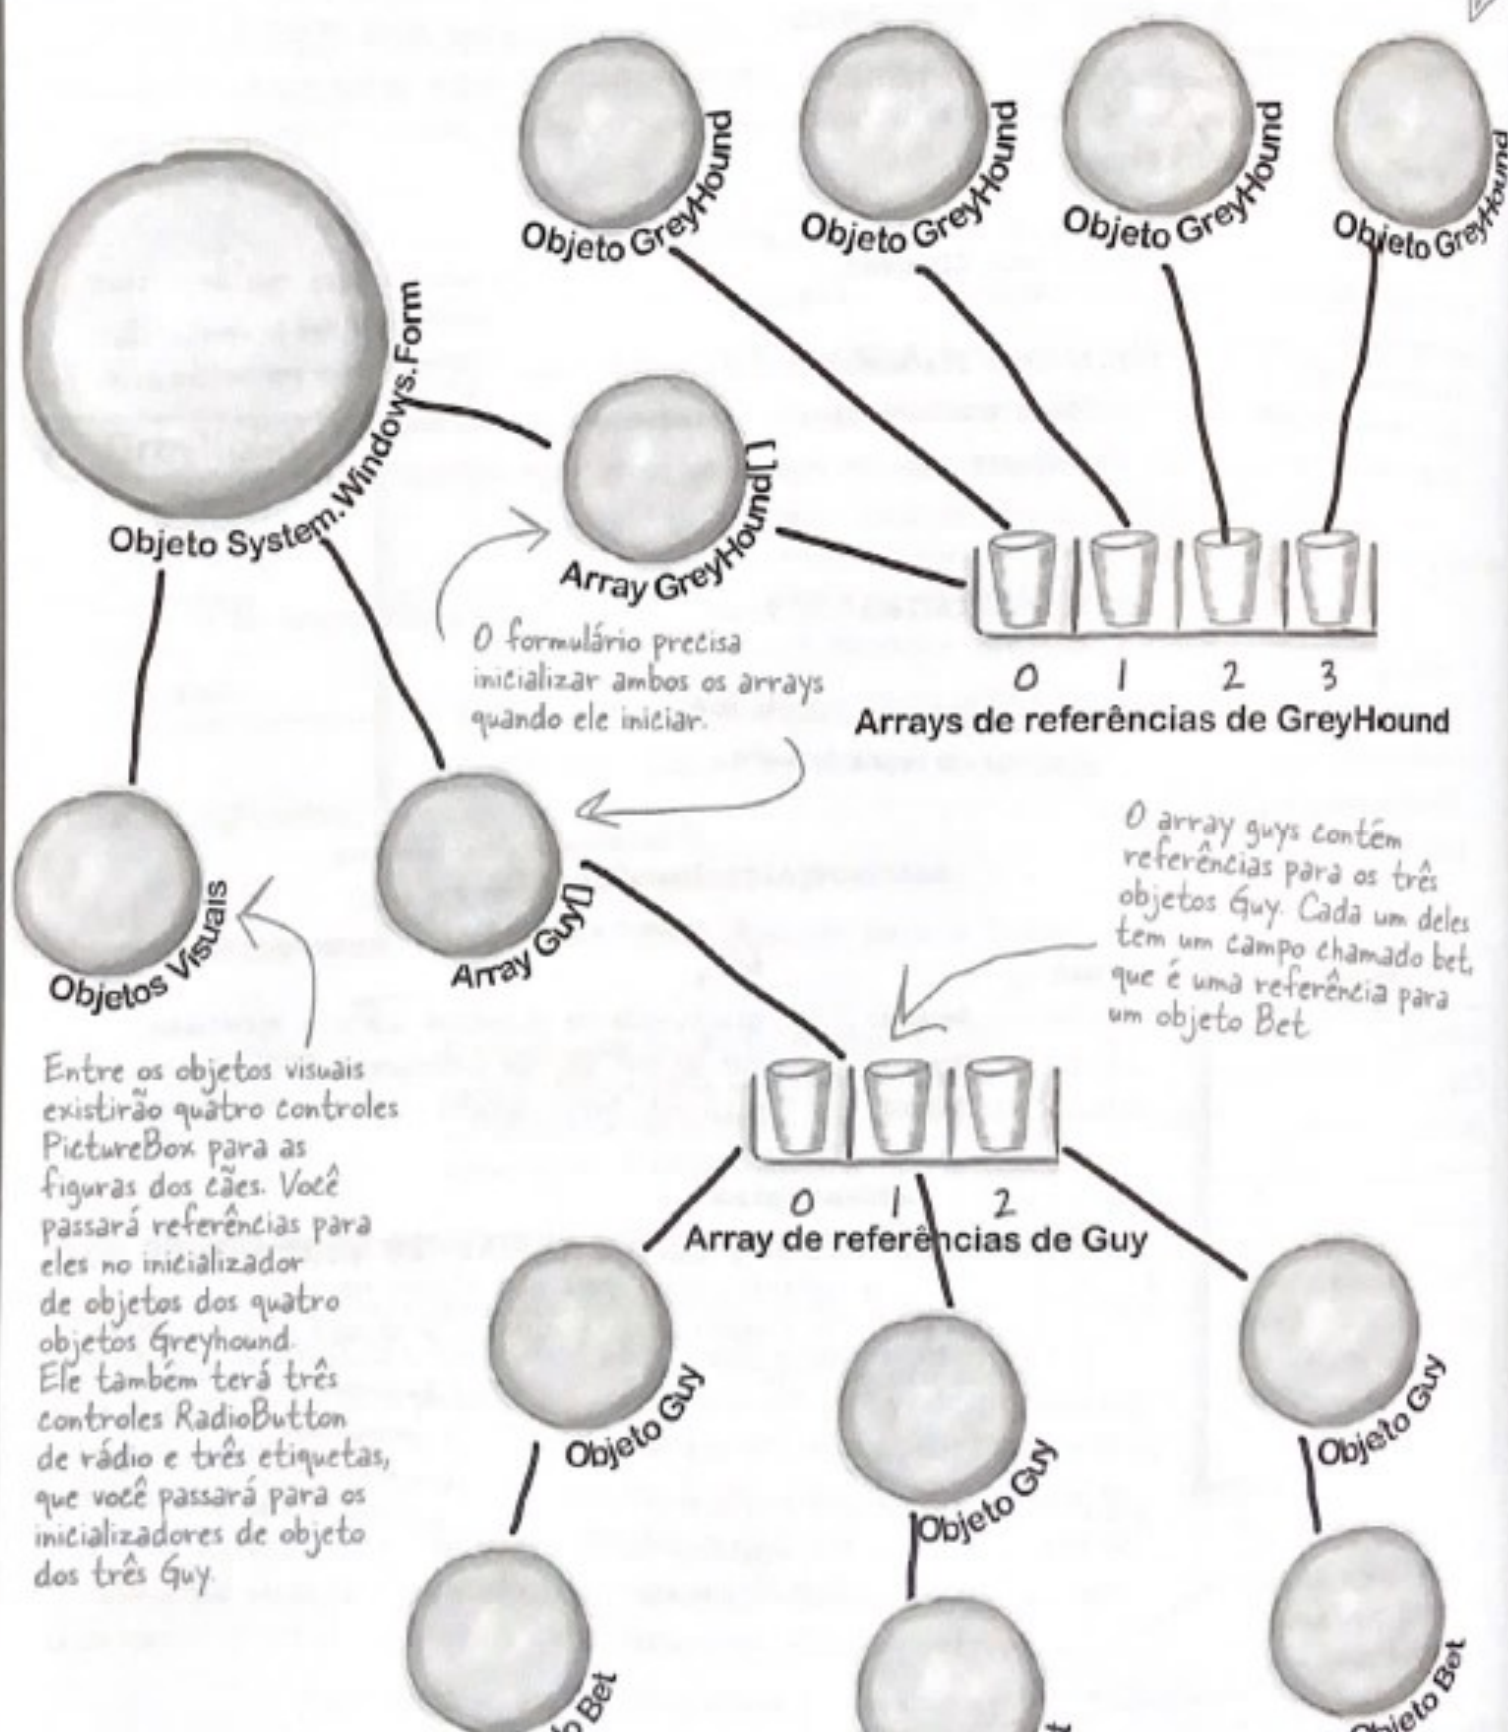 Objeto GreyHound
Objeto GreyHound
Objeto GreyHound
Objeto GreyHound
Objeto System.Windows.Form
Array GreyHound[]
O formulário precisa
inicializar ambos os arrays
quando ele iniciar.
0 1 2 3
Arrays de referências de GreyHound
Objetos Visuais
Array Guy[]
O array guys contém
referências para os três
objetos Guy. Cada um deles
tem um campo chamado bet,
que é uma referência para
um objeto Bet
Entre os objetos visuais
existirão quatro controles
PictureBox para as
figuras dos cães. Você
passará referências para
eles no inicializador
de objetos dos quatro
objetos Greyhound.
Ele também terá três
controles RadioButton
de rádio e três etiquetas,
que você passará para os
inicializadores de objeto
dos três Guy.
0 1 2
Array de referências de Guy
Objeto Guy
Objeto Guy
Objeto Guy
Bet
Objeto Bet